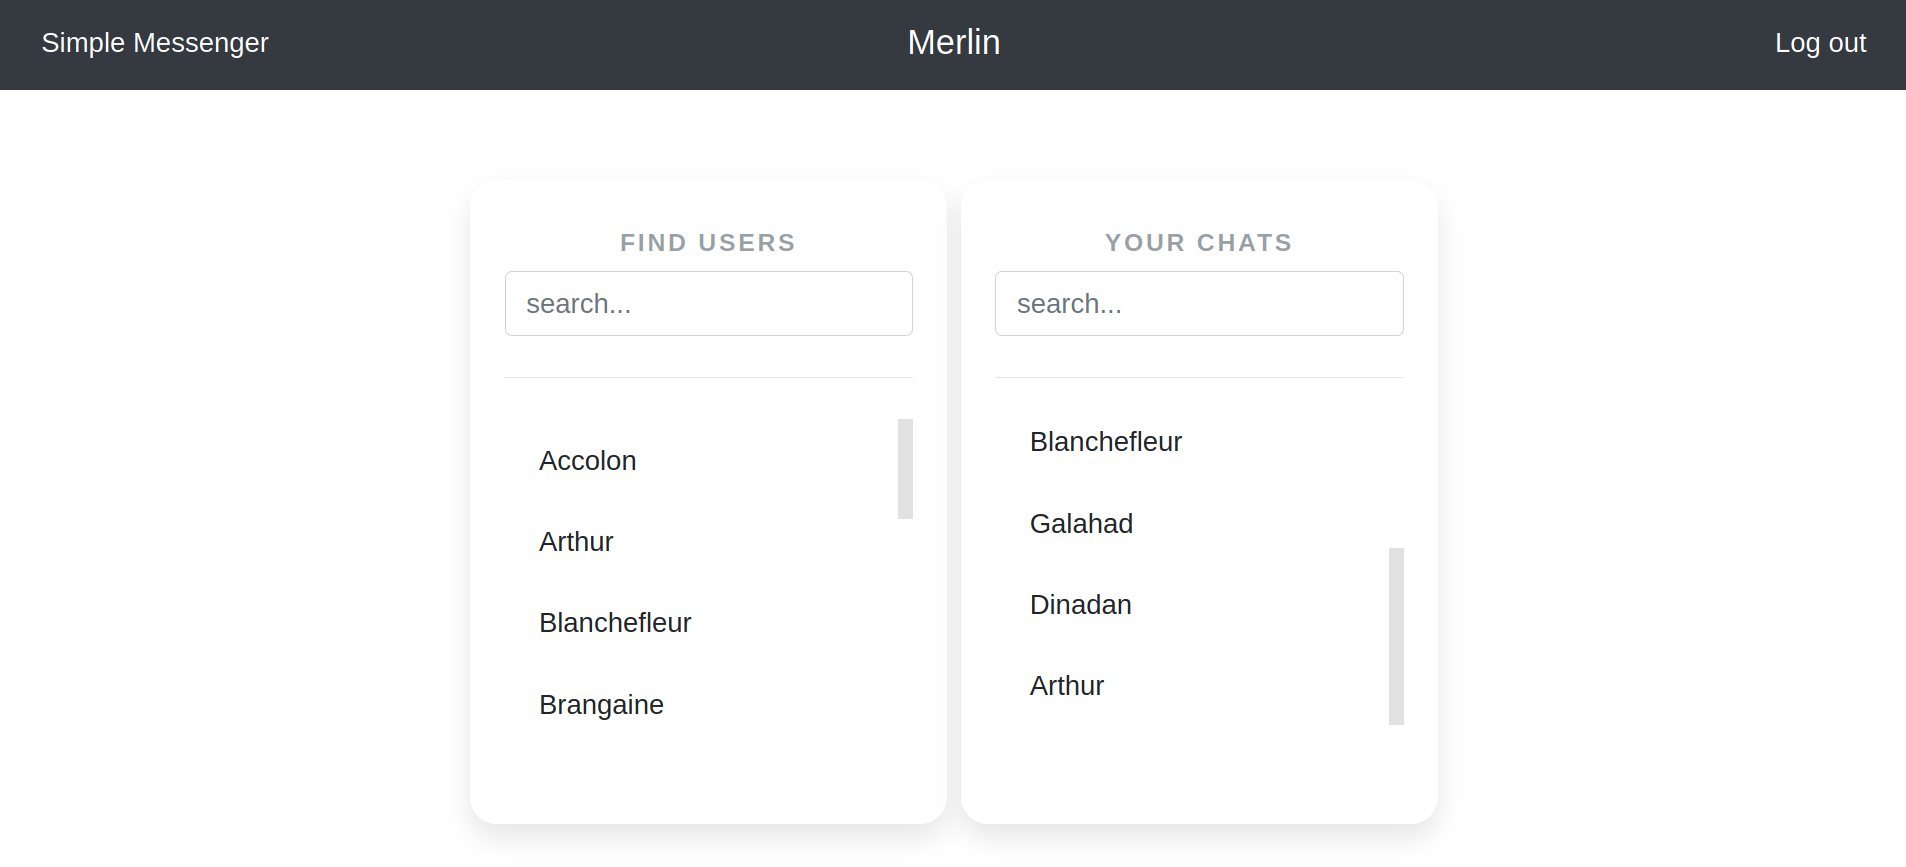 Simple Messenger
Merlin
Log out
FIND USERS
search...
Accolon
Arthur
Blanchefleur
Brangaine
YOUR CHATS
search...
Blanchefleur
Galahad
Dinadan
Arthur